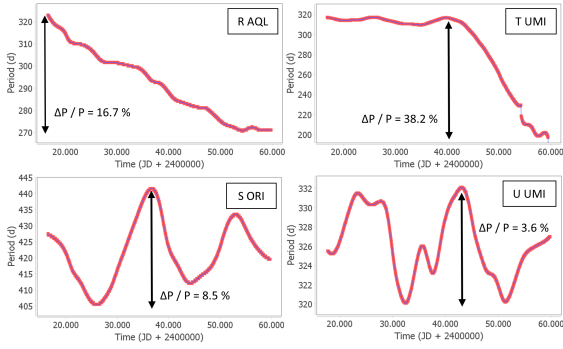 R AQL
Period (d)
320
310
300
290
280
270
ΔP / P = 16.7 %
20.000 30.000 40.000 50.000 60.000
Time (JD + 2400000)
T UMI
Period (d)
320
300
280
260
240
220
200
ΔP / P = 38.2 %
20.000 30.000 40.000 50.000 60.000
Time (JD + 2400000)
S ORI
Period (d)
445
440
435
430
425
420
415
410
405
ΔP / P = 8.5 %
20.000 30.000 40.000 50.000 60.000
Time (JD + 2400000)
U UMI
Period (d)
332
330
328
326
324
322
320
ΔP / P = 3.6 %
20.000 30.000 40.000 50.000 60.000
Time (JD + 2400000)